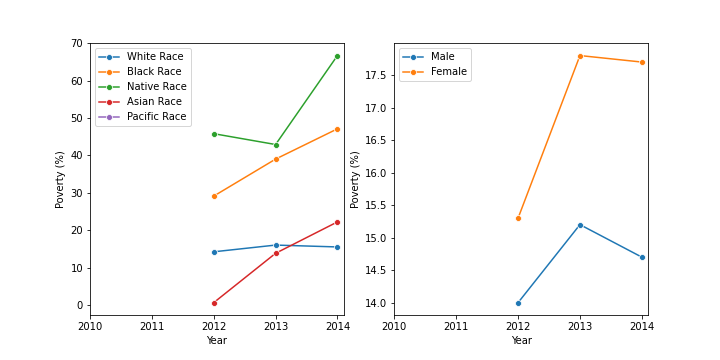 70
60
50
40
30
20
10
0
2010 2011 2012 2013 2014
Year
Poverty (%)
White Race
Black Race
Native Race
Asian Race
Pacific Race
17.5
17.0
16.5
16.0
15.5
15.0
14.5
14.0
2010 2011 2012 2013 2014
Year
Poverty (%)
Male
Female